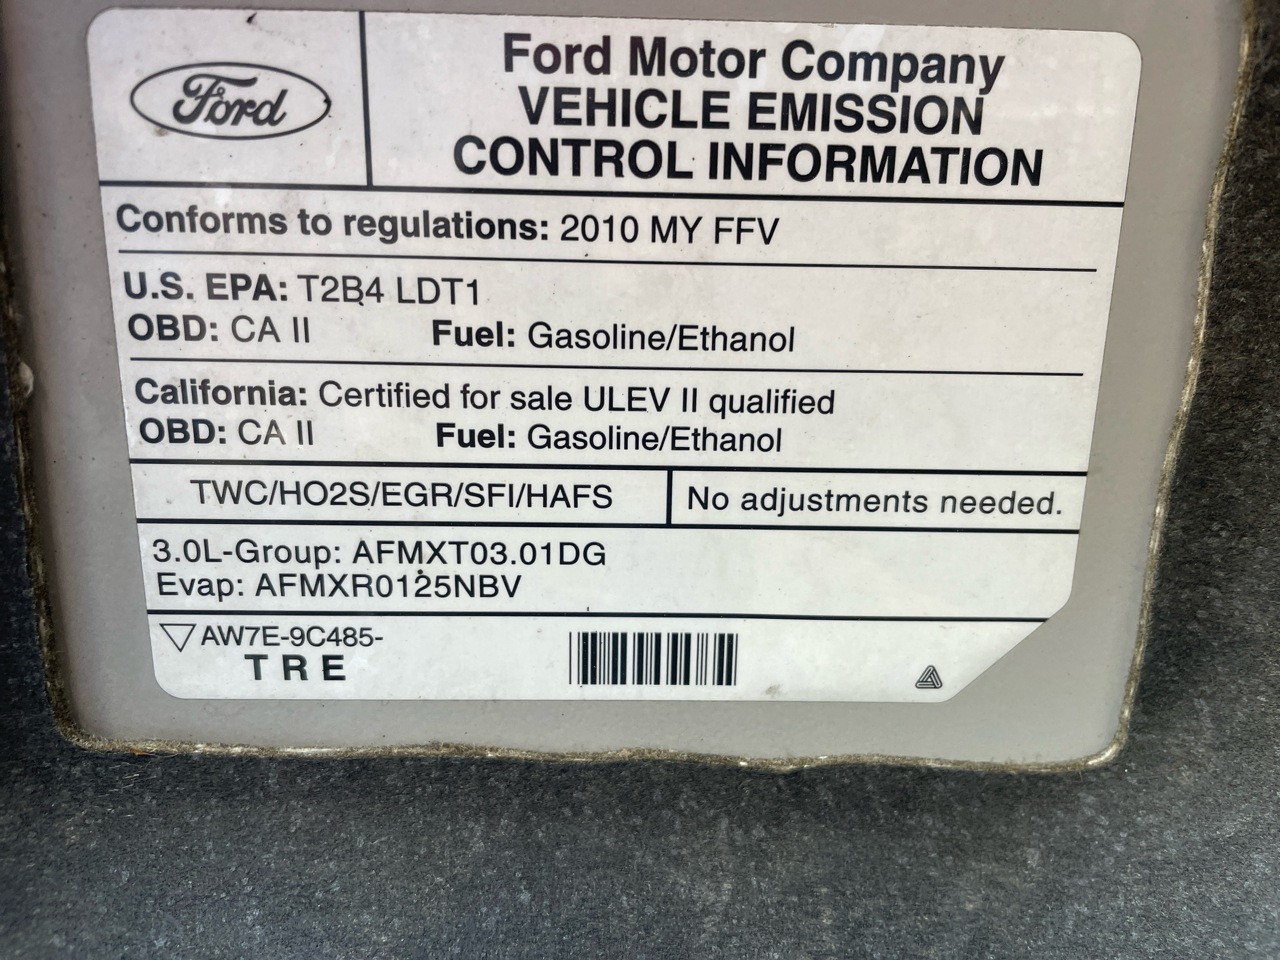 Ford
Ford Motor Company
VEHICLE EMISSION
CONTROL INFORMATION
Conforms to regulations: 2010 MY FFV
U.S. EPA: T2B4 LDT1
OBD: CA II Fuel: Gasoline/Ethanol
California: Certified for sale ULEV II qualified
OBD: CA II Fuel: Gasoline/Ethanol
TWC/HO2S/EGR/SFI/HAFS No adjustments needed.
3.0L-Group: AFMXT03.01DG
Evap: AFMXR0125NBV
AW7E-9C485-
TRE